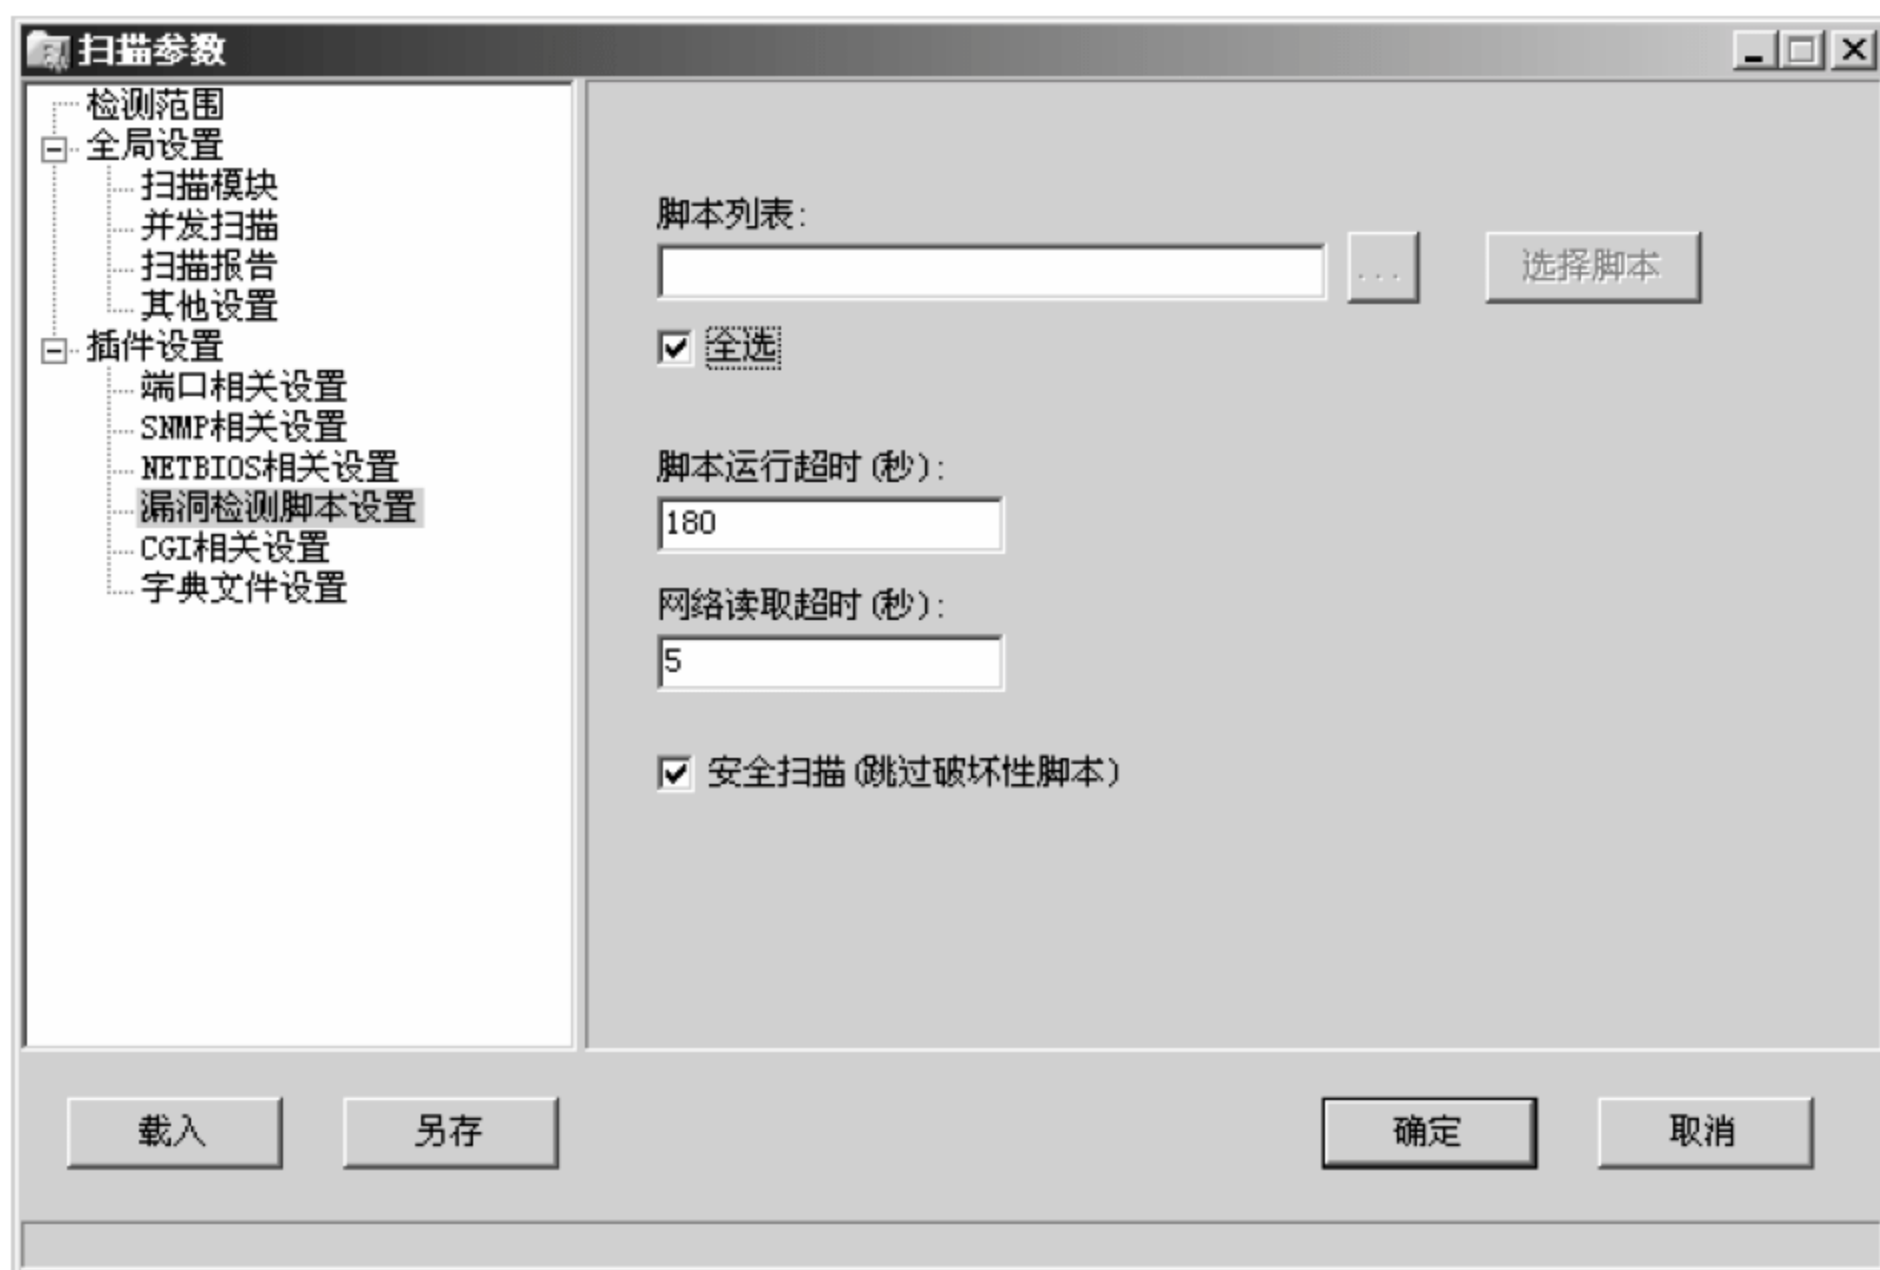 扫描参数
检测范围
全局设置
扫描模块
并发扫描
扫描报告
其他设置
插件设置
端口相关设置
SNMP相关设置
NETBIOS相关设置
漏洞检测脚本设置
CGI相关设置
字典文件设置
脚本列表:
... 选择脚本
全选
脚本运行超时(秒):
180
网络读取超时(秒):
5
安全扫描(跳过破坏性脚本)
载入 另存 确定 取消